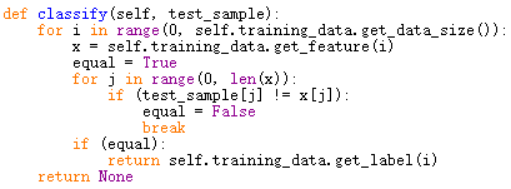 def classify(self, test_sample):
    for i in range(0, self.training_data.get_data_size()):
        x = self.training_data.get_feature(i)
        equal = True
        for j in range(0, len(x)):
            if (test_sample[j] != x[j]):
                equal = False
                break
        if (equal):
            return self.training_data.get_label(i)
    return None